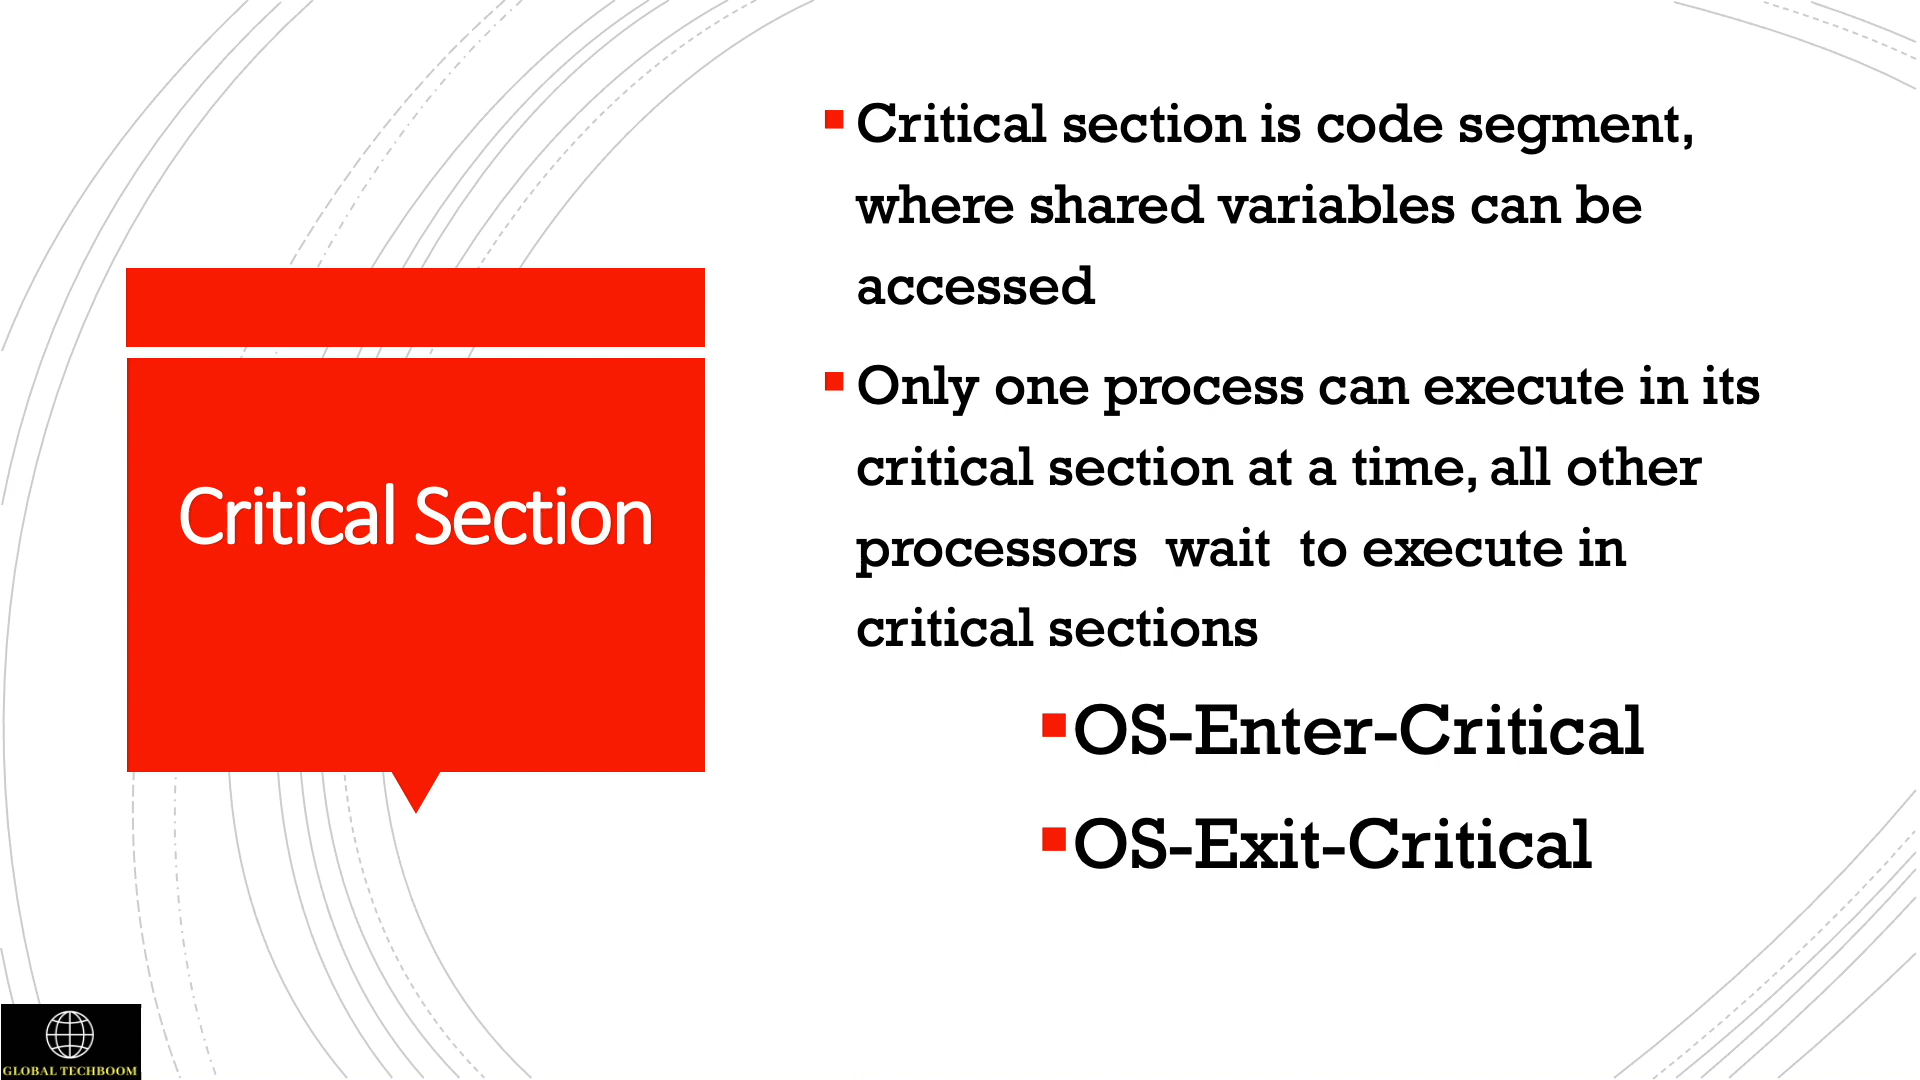 Critical Section
Critical section is code segment,
where shared variables can be
accessed
Only one process can execute in its
critical section at a time, all other
processors  wait  to execute in
critical sections
OS-Enter-Critical
OS-Exit-Critical
GLOBAL TECHBOOM